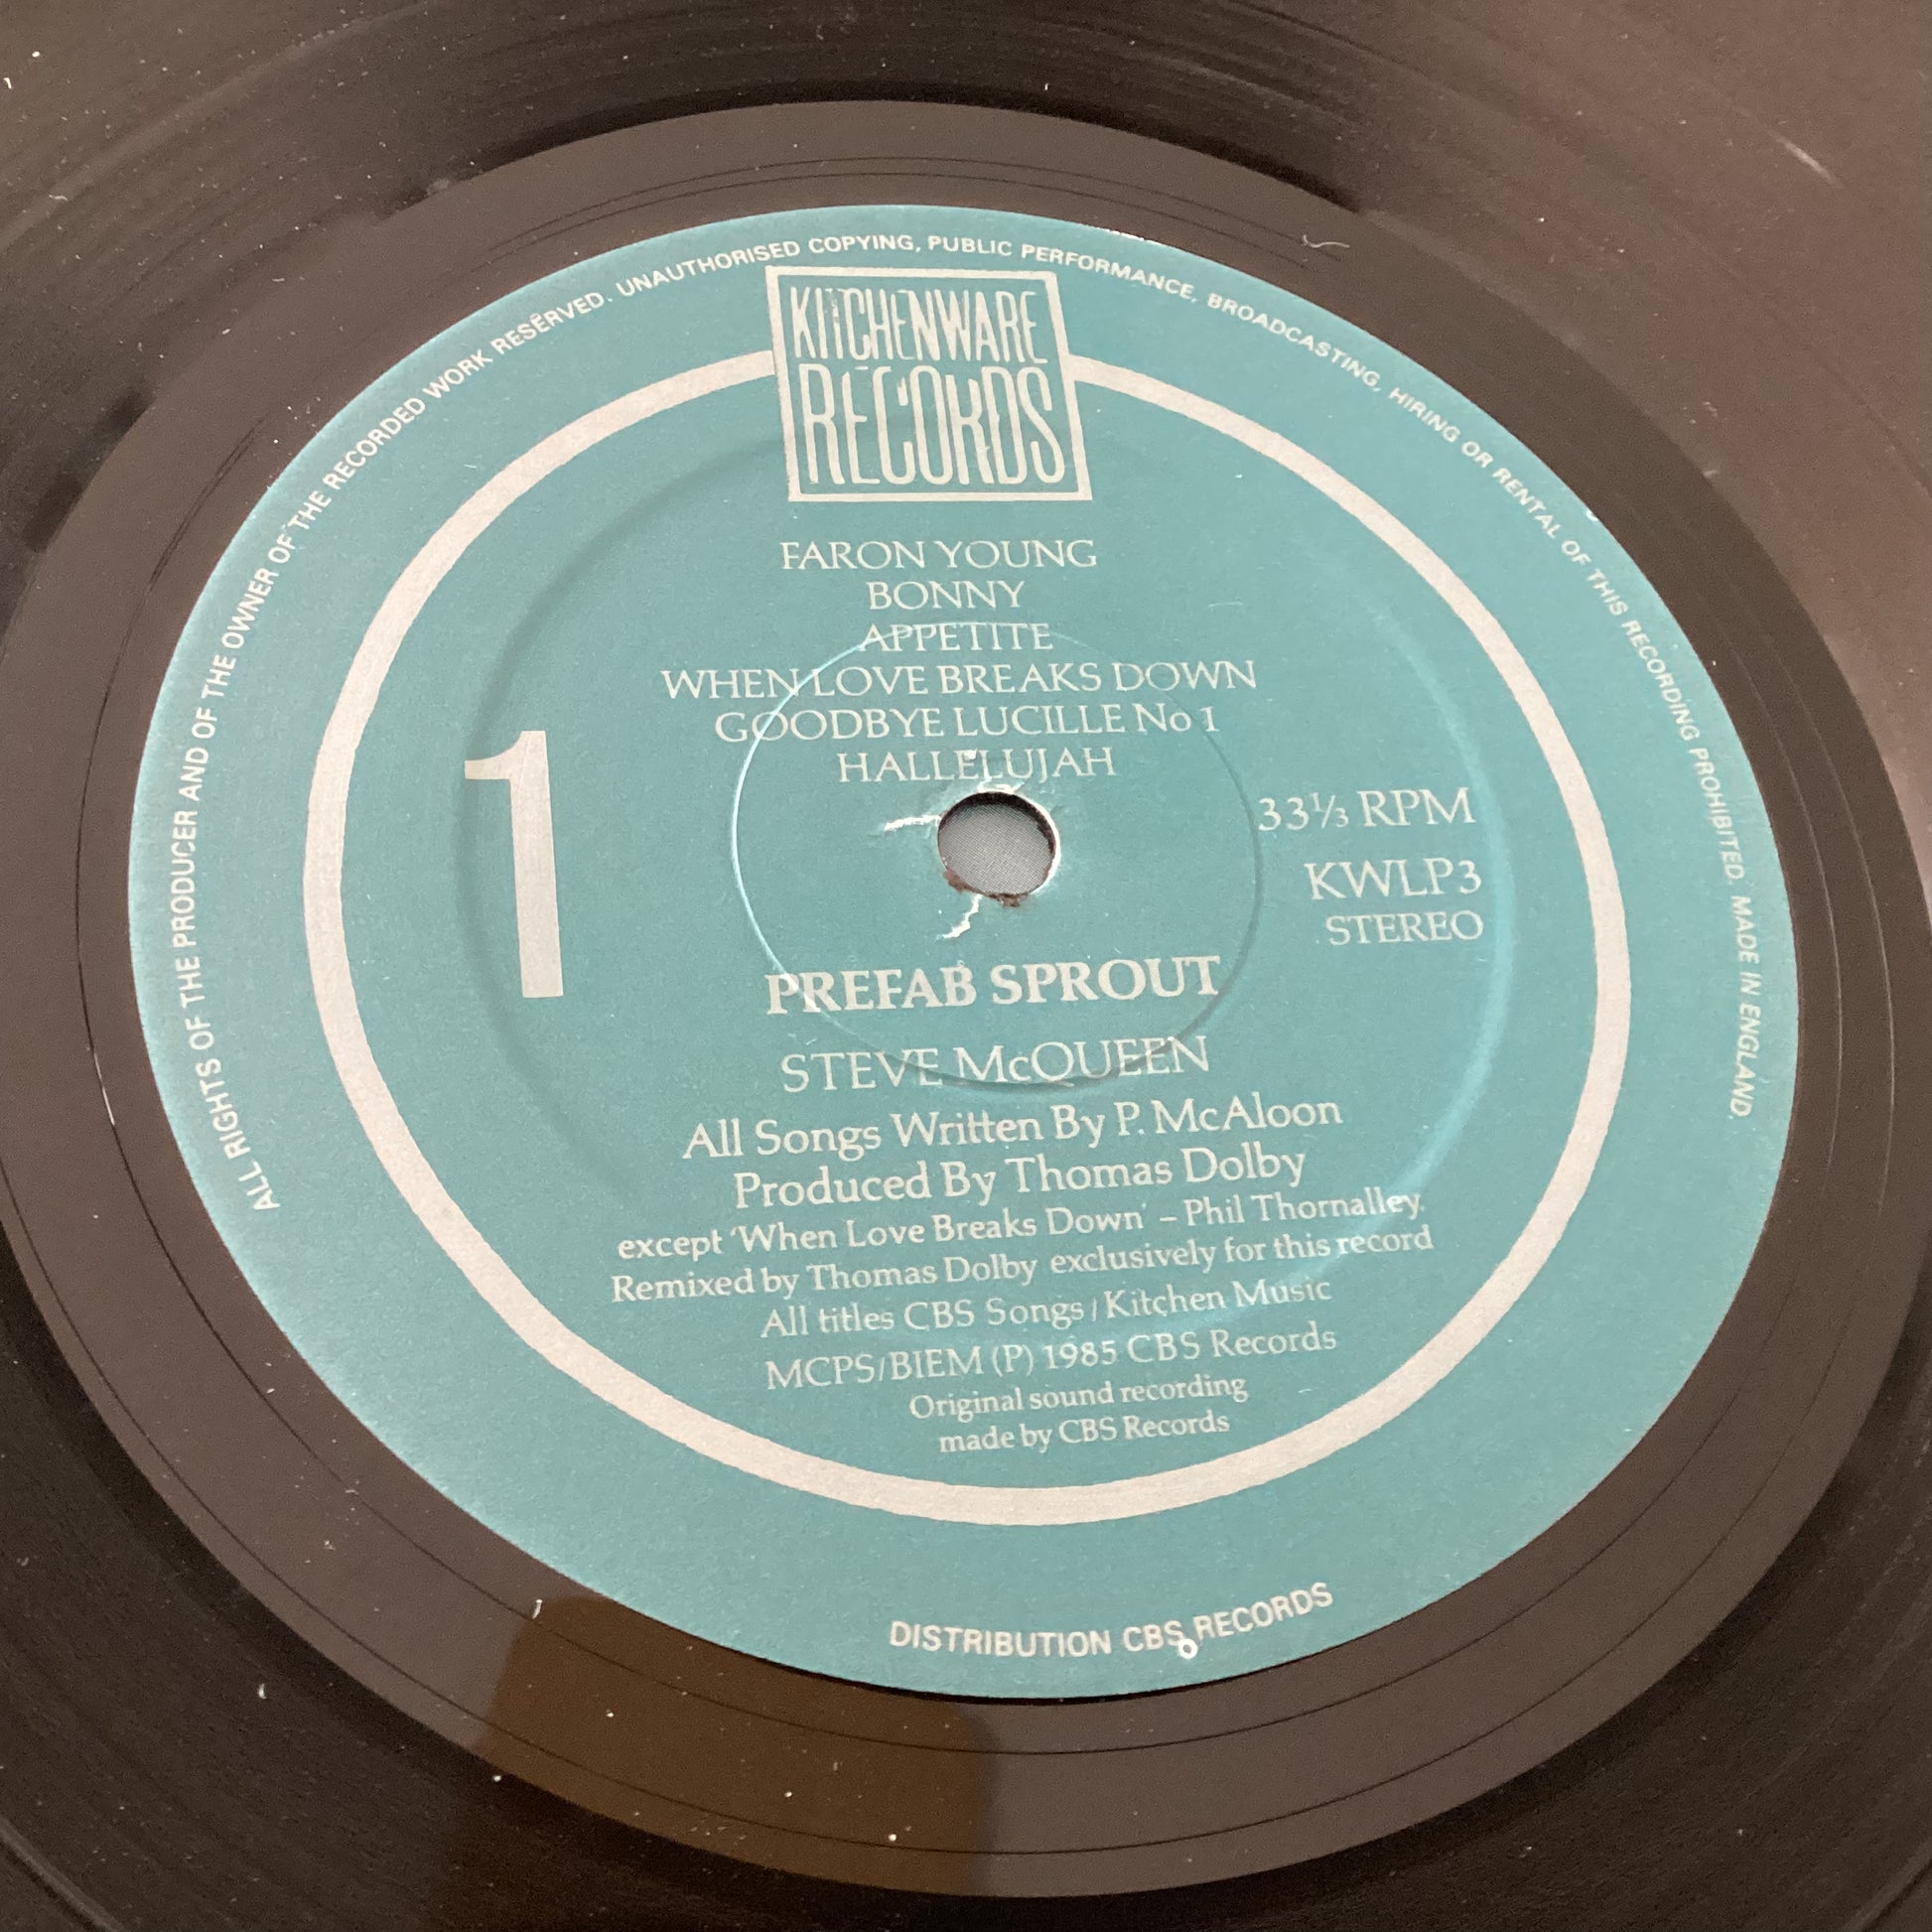 ALL RIGHTS OF THE PRODUCER AND OF THE OWNER OF THE RECORDED WORK RESERVED. UNAUTHORISED COPYING, PUBLIC PERFORMANCE, BROADCASTING, HIRING OR RENTAL OF THIS RECORDING PROHIBITED. MADE IN ENGLAND.
KITCHENWARE
RECORDS
FARON YOUNG
BONNY
APPETITE
WHEN LOVE BREAKS DOWN
GOODBYE LUCILLE No 1
HALLELUJAH
1
33⅓ RPM
KWLP3
STEREO
PREFAB SPROUT
STEVE McQUEEN
All Songs Written By P. McAloon
Produced By Thomas Dolby
except 'When Love Breaks Down' – Phil Thornalley.
Remixed by Thomas Dolby exclusively for this record
All titles CBS Songs / Kitchen Music
MCPS/BIEM (P) 1985 CBS Records
Original sound recording
made by CBS Records
DISTRIBUTION CBS RECORDS